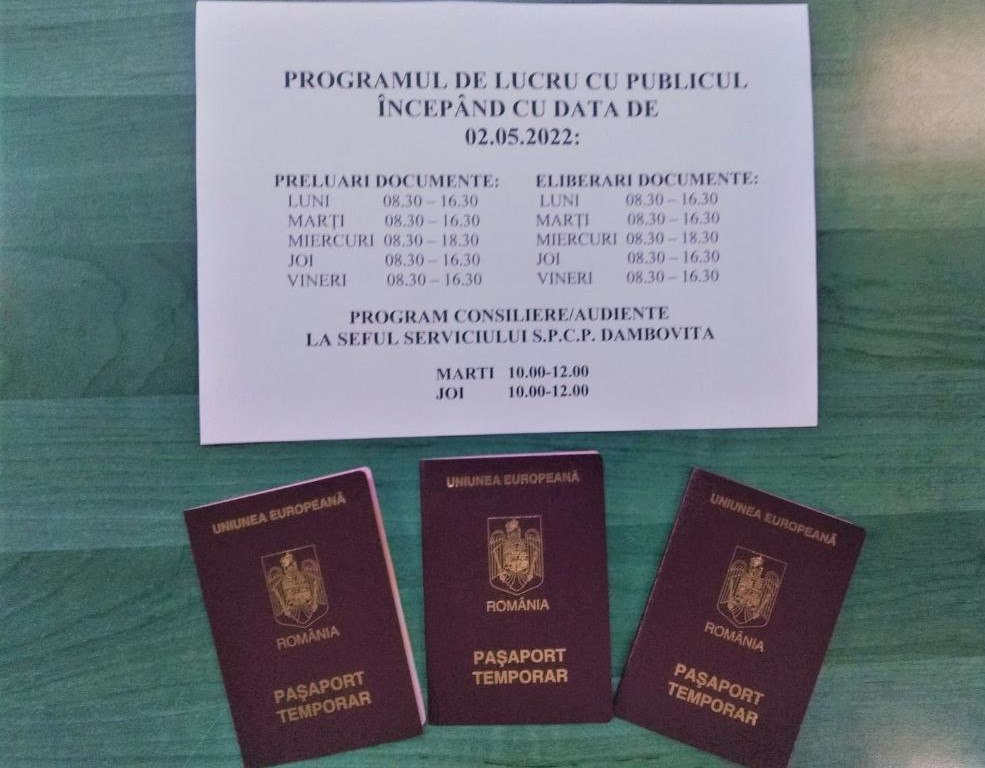 PROGRAMUL DE LUCRU CU PUBLICUL
ÎNCEPÂND CU DATA DE
02.05.2022:
PRELUARI DOCUMENTE:
LUNI 08.30 – 16.30
MARȚI 08.30 – 16.30
MIERCURI 08.30 – 18.30
JOI 08.30 – 16.30
VINERI 08.30 – 16.30
ELIBERARI DOCUMENTE:
LUNI 08.30 – 16.30
MARȚI 08.30 – 16.30
MIERCURI 08.30 – 18.30
JOI 08.30 – 16.30
VINERI 08.30 – 16.30
PROGRAM CONSILIERE/AUDIENTE
LA SEFUL SERVICIULUI S.P.C.P. DAMBOVITA
MARTI 10.00-12.00
JOI 10.00-12.00
UNIUNEA EUROPEANĂ
ROMÂNIA
PAŞAPORT
TEMPORAR
UNIUNEA EUROPEANĂ
ROMÂNIA
PAŞAPORT
TEMPORAR
UNIUNEA EUROPEANĂ
ROMÂNIA
PAŞAPORT
TEMPORAR